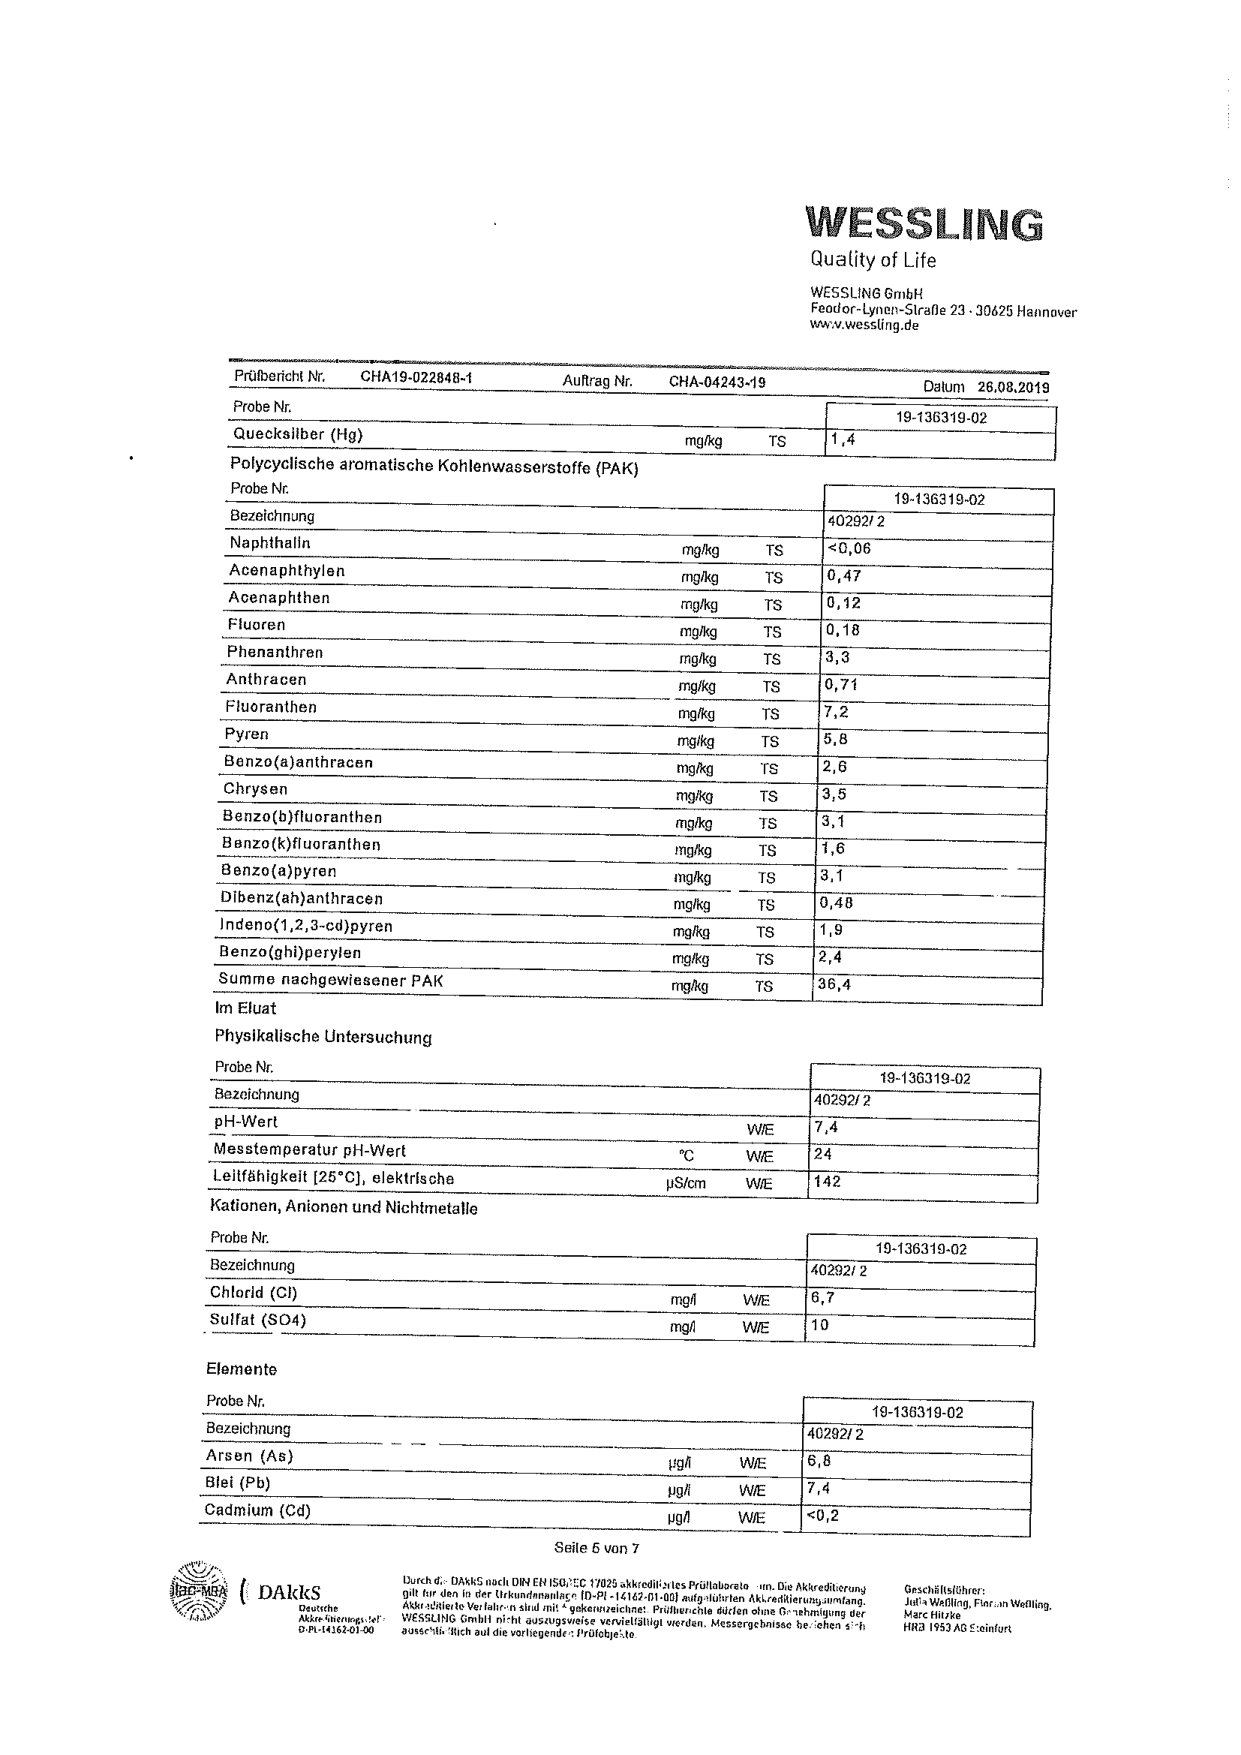 WESSLING
Quality of Life
WESSLING GmbH
Feodor-Lynen-Straße 23 · 30625 Hannover
www.wessling.de
Prüfbericht Nr. CHA19-022848-1 Auftrag Nr. CHA-04243-19 Datum 26.08.2019
Probe Nr. 19-136319-02
Quecksilber (Hg) mg/kg TS 1,4
Polycyclische aromatische Kohlenwasserstoffe (PAK)
Probe Nr. 19-136319-02
Bezeichnung 40292/ 2
Naphthalin mg/kg TS <0,06
Acenaphthylen mg/kg TS 0,47
Acenaphthen mg/kg TS 0,12
Fluoren mg/kg TS 0,18
Phenanthren mg/kg TS 3,3
Anthracen mg/kg TS 0,71
Fluoranthen mg/kg TS 7,2
Pyren mg/kg TS 5,8
Benzo(a)anthracen mg/kg TS 2,6
Chrysen mg/kg TS 3,5
Benzo(b)fluoranthen mg/kg TS 3,1
Benzo(k)fluoranthen mg/kg TS 1,6
Benzo(a)pyren mg/kg TS 3,1
Dibenz(ah)anthracen mg/kg TS 0,48
Indeno(1,2,3-cd)pyren mg/kg TS 1,9
Benzo(ghi)perylen mg/kg TS 2,4
Summe nachgewiesener PAK mg/kg TS 36,4
Im Eluat
Physikalische Untersuchung
Probe Nr. 19-136319-02
Bezeichnung 40292/ 2
pH-Wert W/E 7,4
Messtemperatur pH-Wert °C W/E 24
Leitfähigkeit [25°C], elektrische µS/cm W/E 142
Kationen, Anionen und Nichtmetalle
Probe Nr. 19-136319-02
Bezeichnung 40292/ 2
Chlorid (Cl) mg/l W/E 6,7
Sulfat (SO4) mg/l W/E 10
Elemente
Probe Nr. 19-136319-02
Bezeichnung 40292/ 2
Arsen (As) µg/l W/E 6,8
Blei (Pb) µg/l W/E 7,4
Cadmium (Cd) µg/l W/E <0,2
Seite 5 von 7
ilac-MRA
DAkkS
Deutsche
Akkreditierungsstelle
D-PL-14162-01-00
Durch die DAkkS nach DIN EN ISO/IEC 17025 akkreditiertes Prüflaboratorium. Die Akkreditierung
gilt für den in der Urkundenanlage [D-PL-14162-01-00] aufgeführten Akkreditierungsumfang.
Akkreditierte Verfahren sind mit A gekennzeichnet. Prüfberichte dürfen ohne Genehmigung der
WESSLING GmbH nicht auszugsweise vervielfältigt werden. Messergebnisse beziehen sich
ausschließlich auf die vorliegenden Prüfobjekte.
Geschäftsführer:
Julia Weßling, Florian Weßling,
Marc Hitzke
HRB 1953 AG Steinfurt